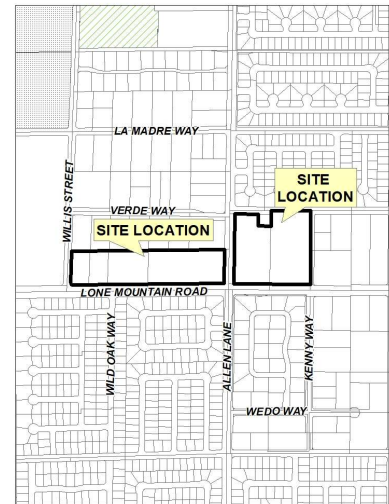 LA MADRE WAY
WILLIS STREET
SITE
LOCATION
VERDE WAY
SITE LOCATION
LONE MOUNTAIN ROAD
WILD OAK WAY
ALLEN LANE
KENNY WAY
WEDO WAY